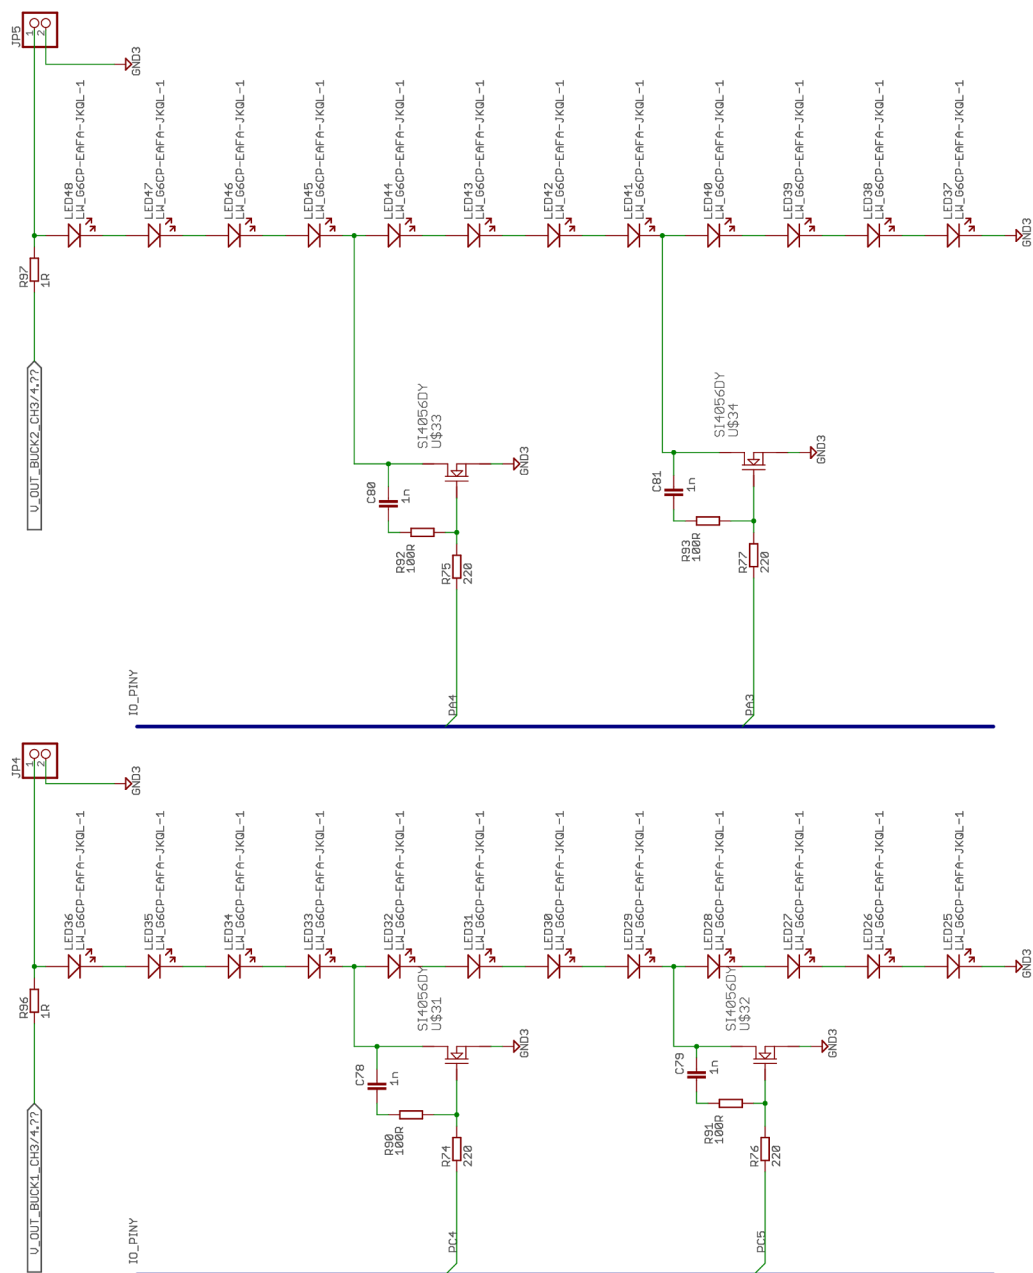 JP5
1
2
GND3
LED48
LW_G6CP-EAFA-JKQL-1
LED47
LW_G6CP-EAFA-JKQL-1
LED46
LW_G6CP-EAFA-JKQL-1
LED45
LW_G6CP-EAFA-JKQL-1
LED44
LW_G6CP-EAFA-JKQL-1
LED43
LW_G6CP-EAFA-JKQL-1
LED42
LW_G6CP-EAFA-JKQL-1
LED41
LW_G6CP-EAFA-JKQL-1
LED40
LW_G6CP-EAFA-JKQL-1
LED39
LW_G6CP-EAFA-JKQL-1
LED38
LW_G6CP-EAFA-JKQL-1
LED37
LW_G6CP-EAFA-JKQL-1
GND3
R97
1R
V_OUT_BUCK2_CH3/4.??
SI4056DY
U$33
GND3
C80
1n
R92
100R
R75
220
PA4
SI4056DY
U$34
GND3
C81
1n
R93
100R
R77
220
PA3
IO_PINY
JP4
1
2
GND3
LED36
LW_G6CP-EAFA-JKQL-1
LED35
LW_G6CP-EAFA-JKQL-1
LED34
LW_G6CP-EAFA-JKQL-1
LED33
LW_G6CP-EAFA-JKQL-1
LED32
LW_G6CP-EAFA-JKQL-1
LED31
LW_G6CP-EAFA-JKQL-1
LED30
LW_G6CP-EAFA-JKQL-1
LED29
LW_G6CP-EAFA-JKQL-1
LED28
LW_G6CP-EAFA-JKQL-1
LED27
LW_G6CP-EAFA-JKQL-1
LED26
LW_G6CP-EAFA-JKQL-1
LED25
LW_G6CP-EAFA-JKQL-1
GND3
R96
1R
V_OUT_BUCK1_CH3/4.??
SI4056DY
U$31
GND3
C78
1n
R90
100R
R74
220
PC4
SI4056DY
U$32
GND3
C79
1n
R91
100R
R76
220
PC5
IO_PINY